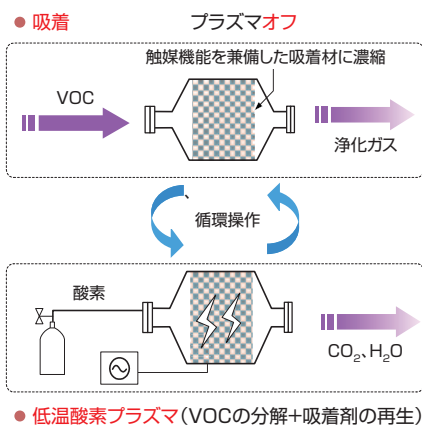 ● 吸着 プラズマオフ
触媒機能を兼備した吸着材に濃縮
VOC
浄化ガス
、
循環操作
酸素
CO₂、H₂O
● 低温酸素プラズマ(VOCの分解+吸着剤の再生)